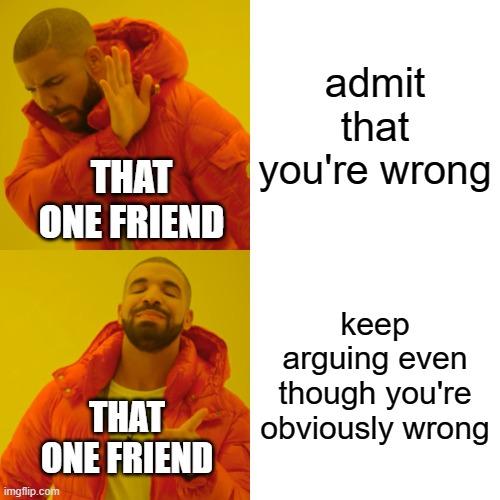 THAT
ONE FRIEND
admit
that
you're wrong
THAT
ONE FRIEND
keep
arguing even
though you're
obviously wrong
imgflip.com